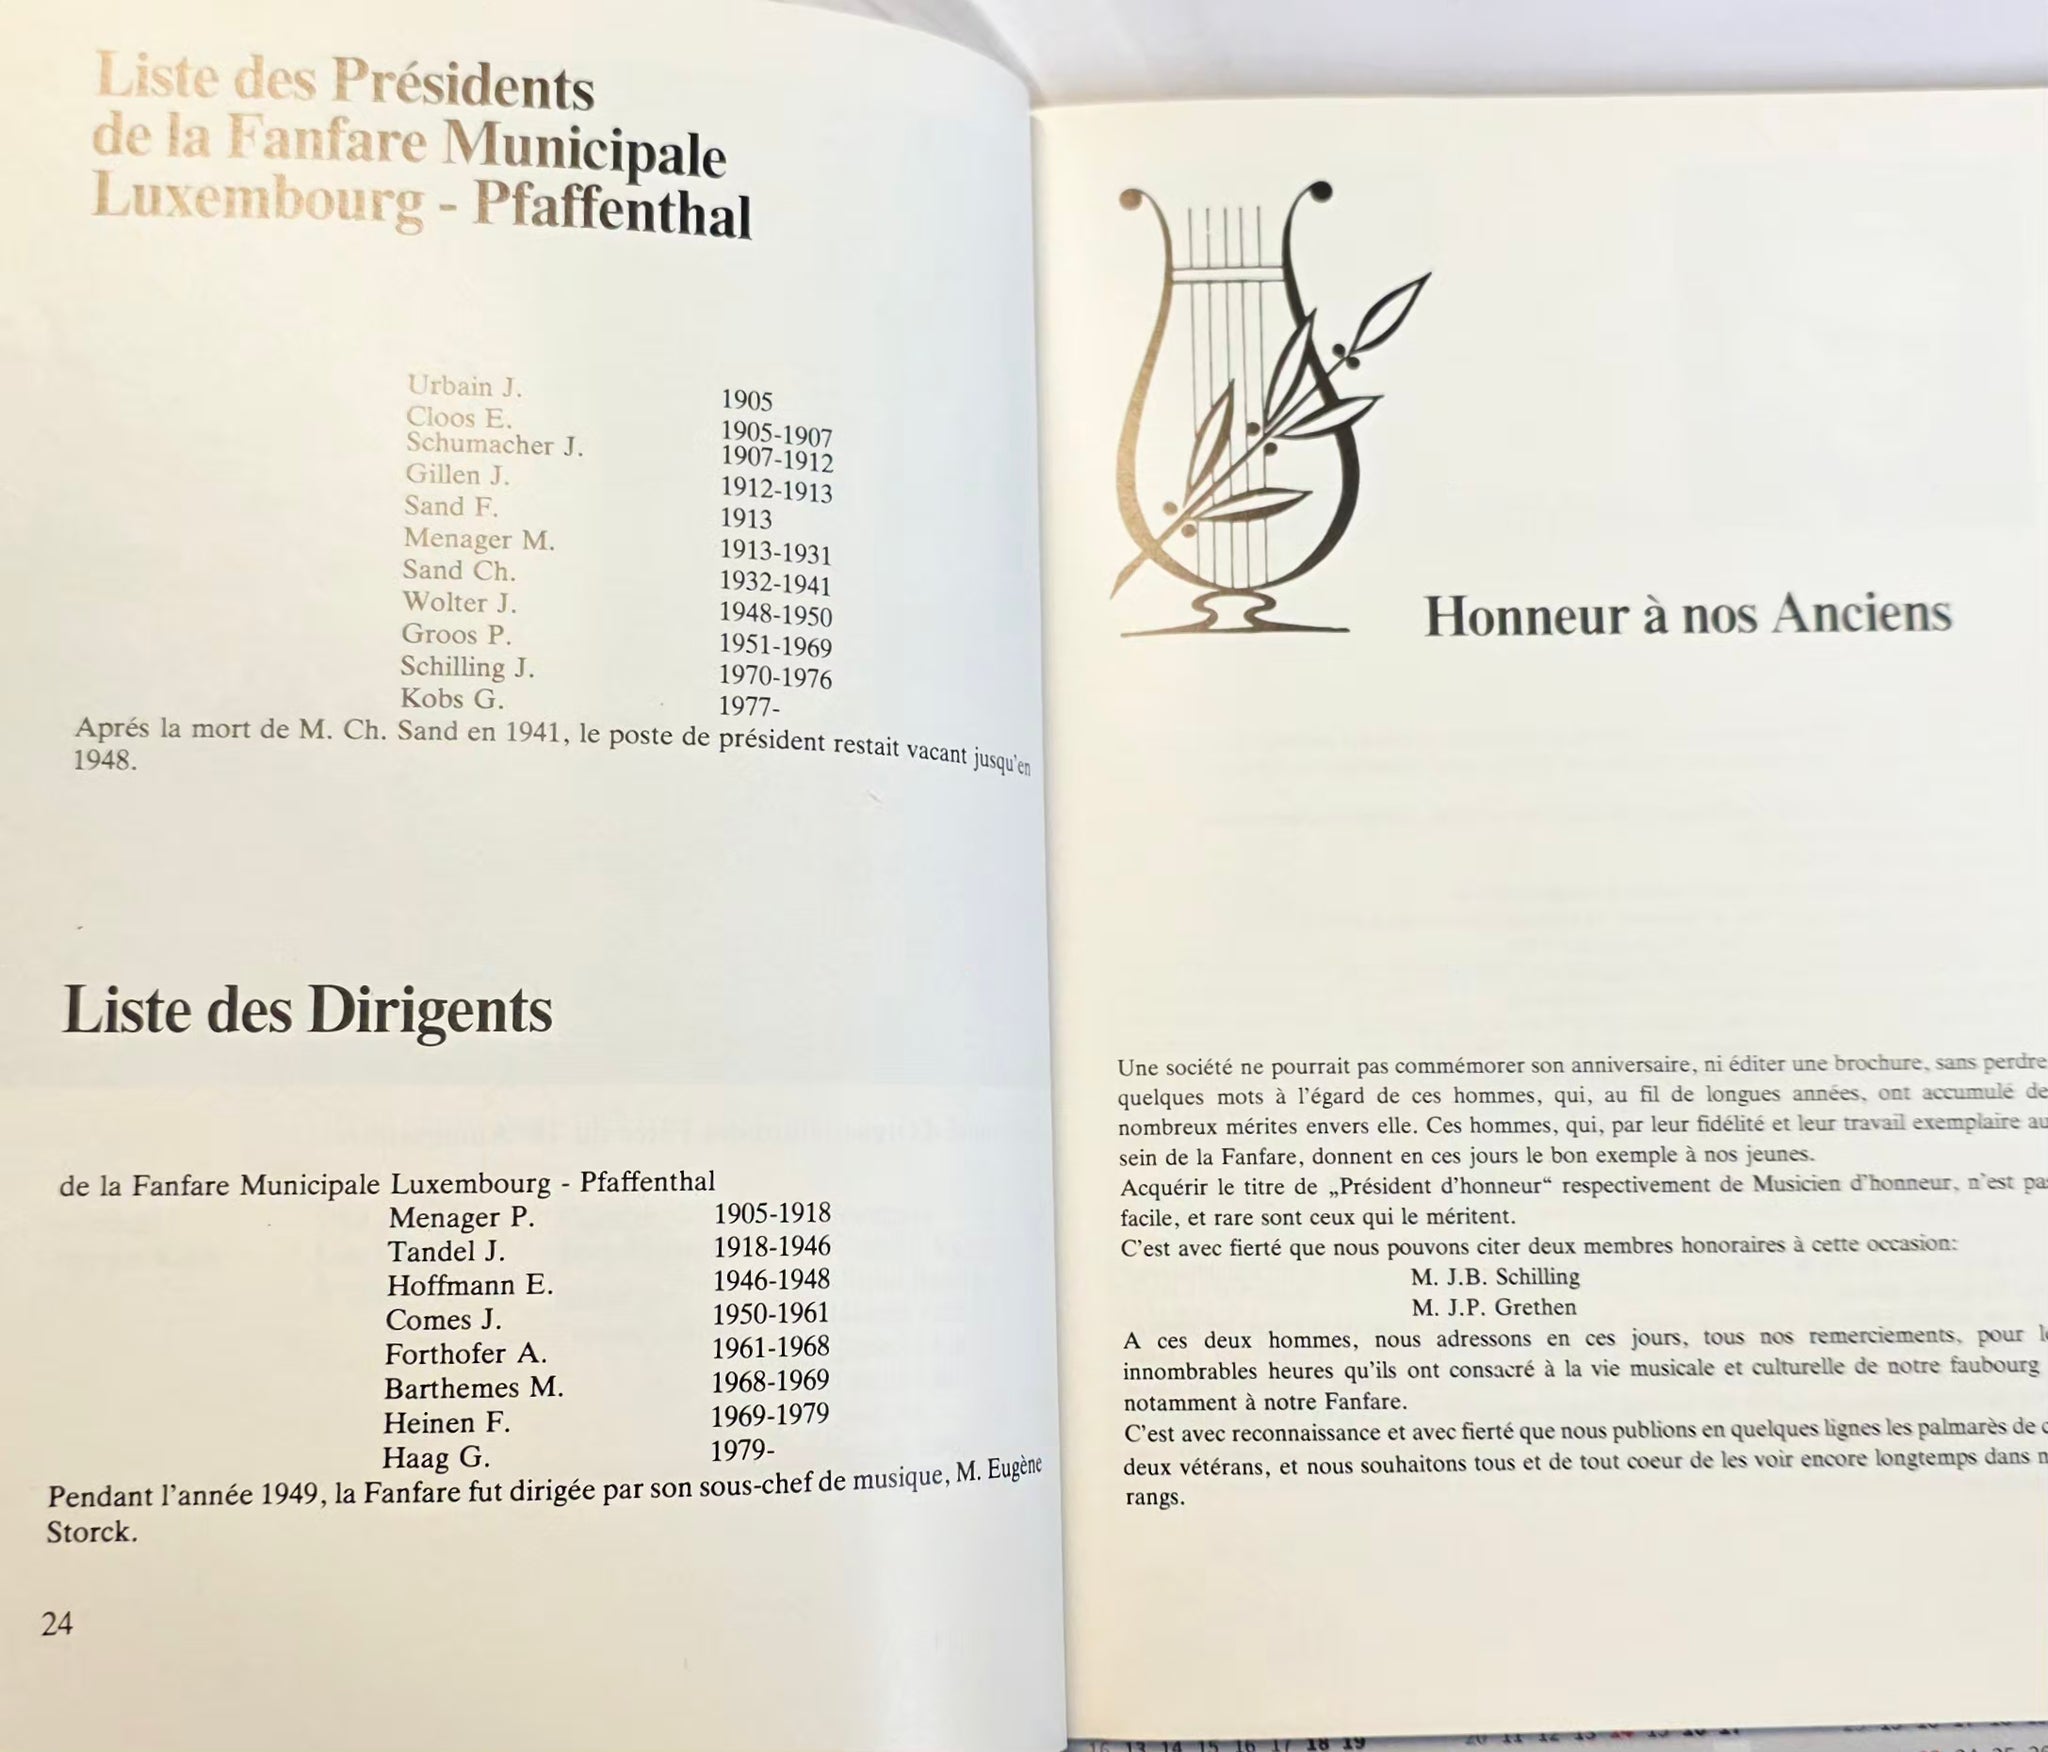 Liste des Présidents
de la Fanfare Municipale
Luxembourg - Pfaffenthal
Urbain J. 1905
Cloos E. 1905-1907
Schumacher J. 1907-1912
Gillen J. 1912-1913
Sand F. 1913
Menager M. 1913-1931
Sand Ch. 1932-1941
Wolter J. 1948-1950
Groos P. 1951-1969
Schilling J. 1970-1976
Kobs G. 1977-
Aprés la mort de M. Ch. Sand en 1941, le poste de président restait vacant jusqu'en
1948.
Liste des Dirigents
de la Fanfare Municipale Luxembourg - Pfaffenthal
Menager P. 1905-1918
Tandel J. 1918-1946
Hoffmann E. 1946-1948
Comes J. 1950-1961
Forthofer A. 1961-1968
Barthemes M. 1968-1969
Heinen F. 1969-1979
Haag G. 1979-
Pendant l'année 1949, la Fanfare fut dirigée par son sous-chef de musique, M. Eugène
Storck.
24
Honneur à nos Anciens
Une société ne pourrait pas commémorer son anniversaire, ni éditer une brochure, sans perdre
quelques mots à l'égard de ces hommes, qui, au fil de longues années, ont accumulé de
nombreux mérites envers elle. Ces hommes, qui, par leur fidélité et leur travail exemplaire au
sein de la Fanfare, donnent en ces jours le bon exemple à nos jeunes.
Acquérir le titre de „Président d'honneur“ respectivement de Musicien d'honneur, n'est pas
facile, et rare sont ceux qui le méritent.
C'est avec fierté que nous pouvons citer deux membres honoraires à cette occasion:
M. J.B. Schilling
M. J.P. Grethen
A ces deux hommes, nous adressons en ces jours, tous nos remerciements, pour
innombrables heures qu'ils ont consacré à la vie musicale et culturelle de notre faubourg
notamment à notre Fanfare.
C'est avec reconnaissance et avec fierté que nous publions en quelques lignes les palmarès de
deux vétérans, et nous souhaitons tous et de tout coeur de les voir encore longtemps dans
rangs.
13 14 15 16 17 18 19